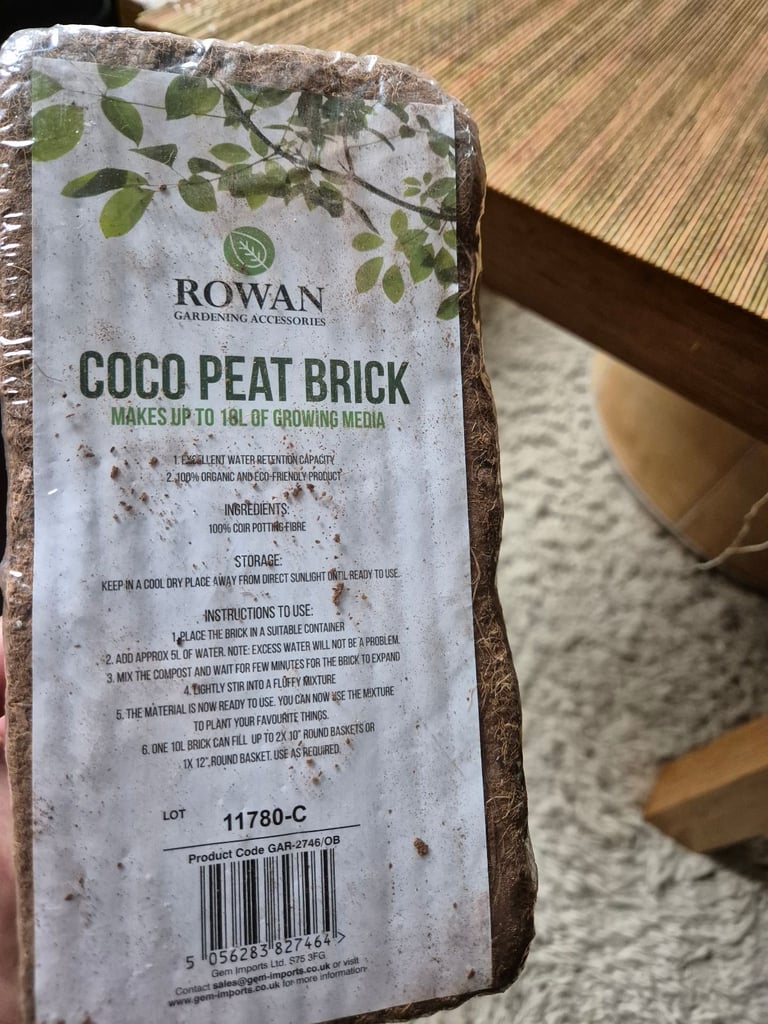 ROWAN
GARDENING ACCESSORIES
COCO PEAT BRICK
MAKES UP TO 10L OF GROWING MEDIA
1. EXCELLENT WATER RETENTION CAPACITY
2. 100% ORGANIC AND ECO-FRIENDLY PRODUCT
INGREDIENTS:
100% COIR POTTING FIBRE
STORAGE:
KEEP IN A COOL DRY PLACE AWAY FROM DIRECT SUNLIGHT UNTIL READY TO USE.
INSTRUCTIONS TO USE:
1. PLACE THE BRICK IN A SUITABLE CONTAINER
2. ADD APPROX 5L OF WATER. NOTE: EXCESS WATER WILL NOT BE A PROBLEM.
3. MIX THE COMPOST AND WAIT FOR FEW MINUTES FOR THE BRICK TO EXPAND
4. LIGHTLY STIR INTO A FLUFFY MIXTURE
5. THE MATERIAL IS NOW READY TO USE. YOU CAN NOW USE THE MIXTURE
TO PLANT YOUR FAVOURITE THINGS.
6. ONE 10L BRICK CAN FILL UP TO 2X 10" ROUND BASKETS OR
1X 12" ROUND BASKET. USE AS REQUIRED.
LOT 11780-C
Product Code GAR-2746/OB
5 056283 827464 >
Gem Imports Ltd. S75 3FG
Contact sales@gem-imports.co.uk or visit
www.gem-imports.co.uk for more information